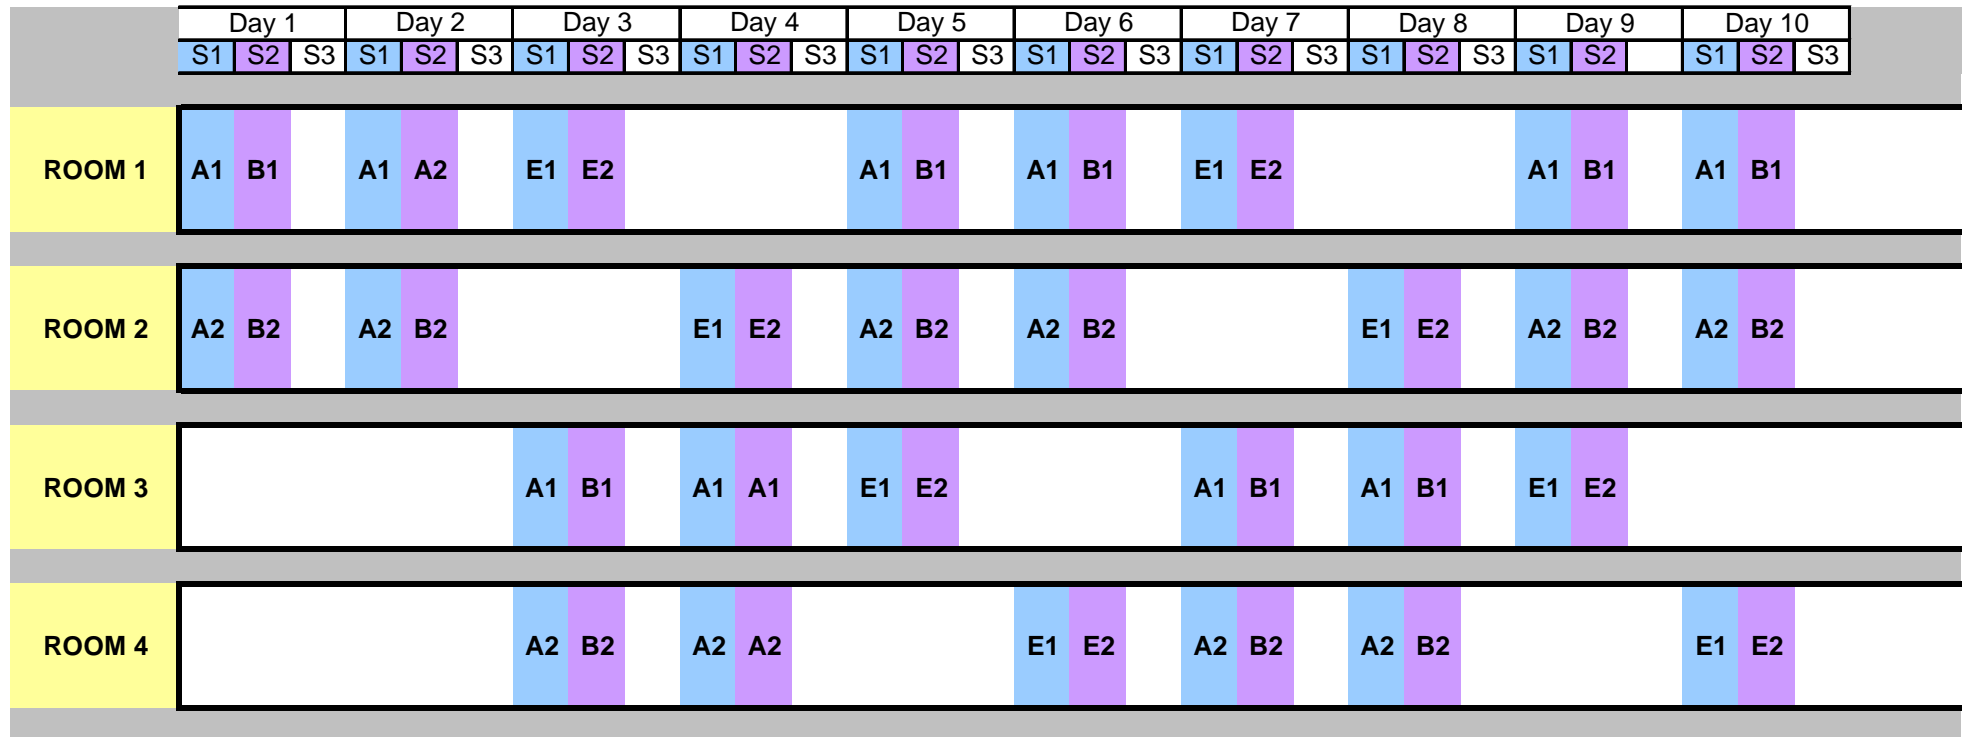 Day 1 Day 2 Day 3 Day 4 Day 5 Day 6 Day 7 Day 8 Day 9 Day 10
S1 S2 S3 S1 S2 S3 S1 S2 S3 S1 S2 S3 S1 S2 S3 S1 S2 S3 S1 S2 S3 S1 S2 S3 S1 S2 S1 S2 S3
ROOM 1 A1 B1 A1 A2 E1 E2 A1 B1 A1 B1 E1 E2 A1 B1 A1 B1
ROOM 2 A2 B2 A2 B2 E1 E2 A2 B2 A2 B2 E1 E2 A2 B2 A2 B2
ROOM 3 A1 B1 A1 A1 E1 E2 A1 B1 A1 B1 E1 E2
ROOM 4 A2 B2 A2 A2 E1 E2 A2 B2 A2 B2 E1 E2